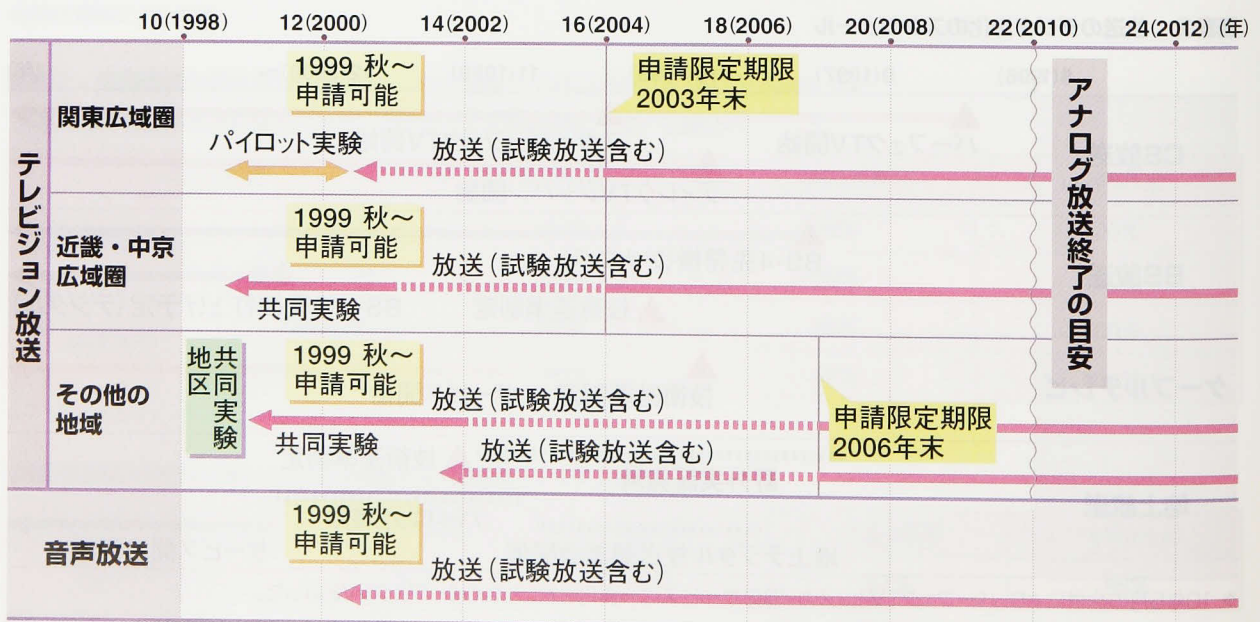 10(1998) 12(2000) 14(2002) 16(2004) 18(2006) 20(2008) 22(2010) 24(2012) (年)
テレビジョン放送
関東広域圏
1999 秋～
申請可能
申請限定期限
2003年末
パイロット実験
放送(試験放送含む)
アナログ放送終了の目安
近畿・中京
広域圏
1999 秋～
申請可能
放送(試験放送含む)
共同実験
その他の
地域
共同実験
地区
1999 秋～
申請可能
放送(試験放送含む)
共同実験
申請限定期限
2006年末
放送(試験放送含む)
音声放送
1999 秋～
申請可能
放送(試験放送含む)